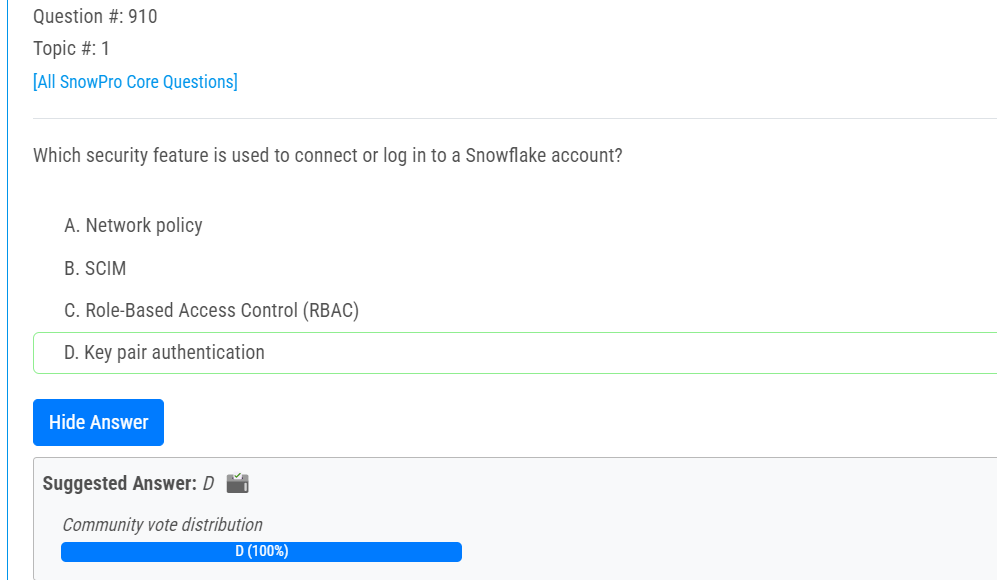 Question #: 910
Topic #: 1
[All SnowPro Core Questions]
Which security feature is used to connect or log in to a Snowflake account?
A. Network policy
B. SCIM
C. Role-Based Access Control (RBAC)
D. Key pair authentication
Hide Answer
Suggested Answer: D
Community vote distribution
D (100%)